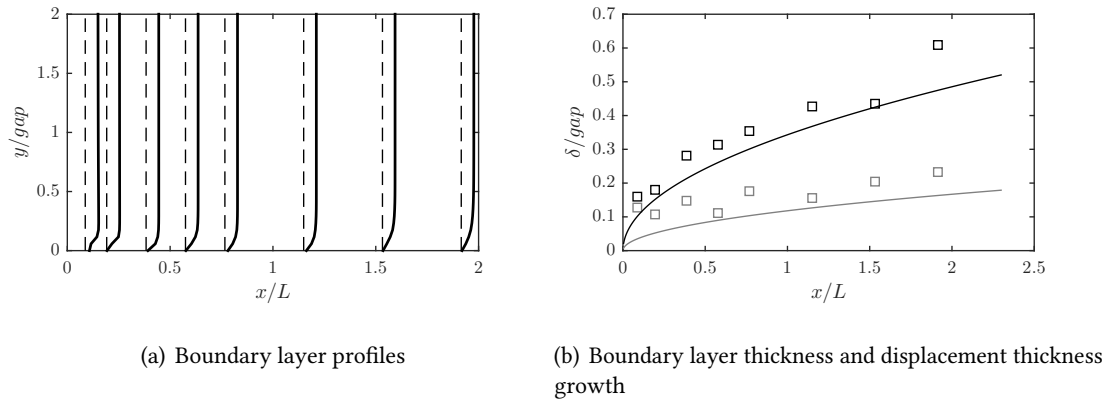 2
1.5
1
0.5
0
y/gap
0 0.5 1 1.5 2
x/L
(a) Boundary layer profiles
0.7
0.6
0.5
0.4
0.3
0.2
0.1
0
δ/gap
0 0.5 1 1.5 2 2.5
x/L
(b) Boundary layer thickness and displacement thickness
growth